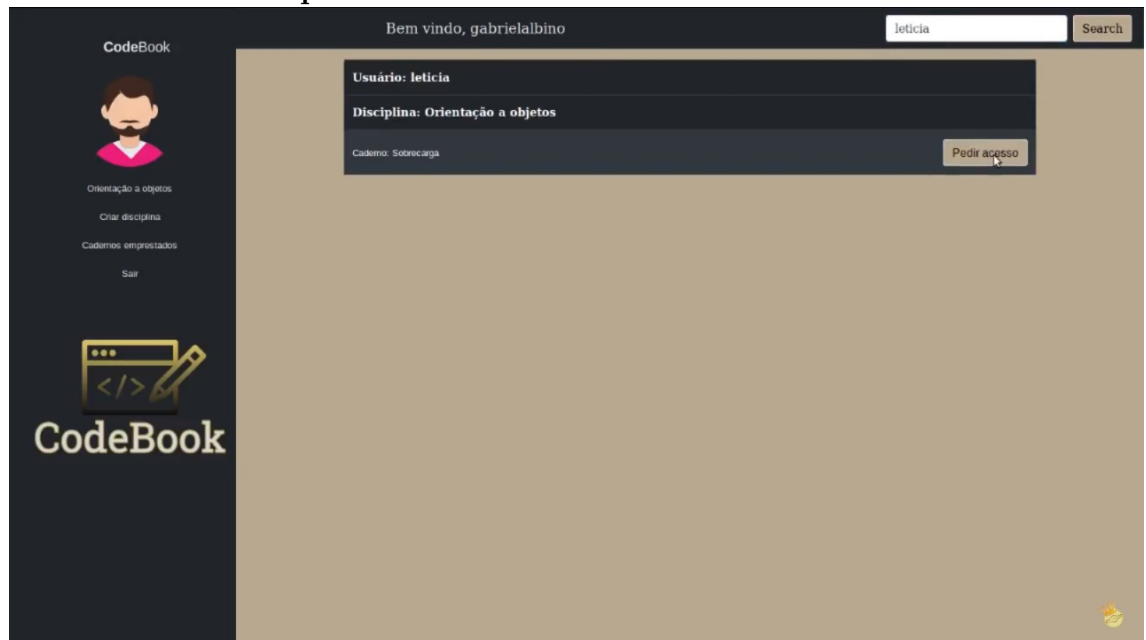 Bem vindo, gabrielalbino
leticia
Search
CodeBook
Orientação a objetos
Criar disciplina
Cadernos emprestados
Sair
</>
CodeBook
Usuário: leticia
Disciplina: Orientação a objetos
Caderno: Sobrecarga
Pedir acesso